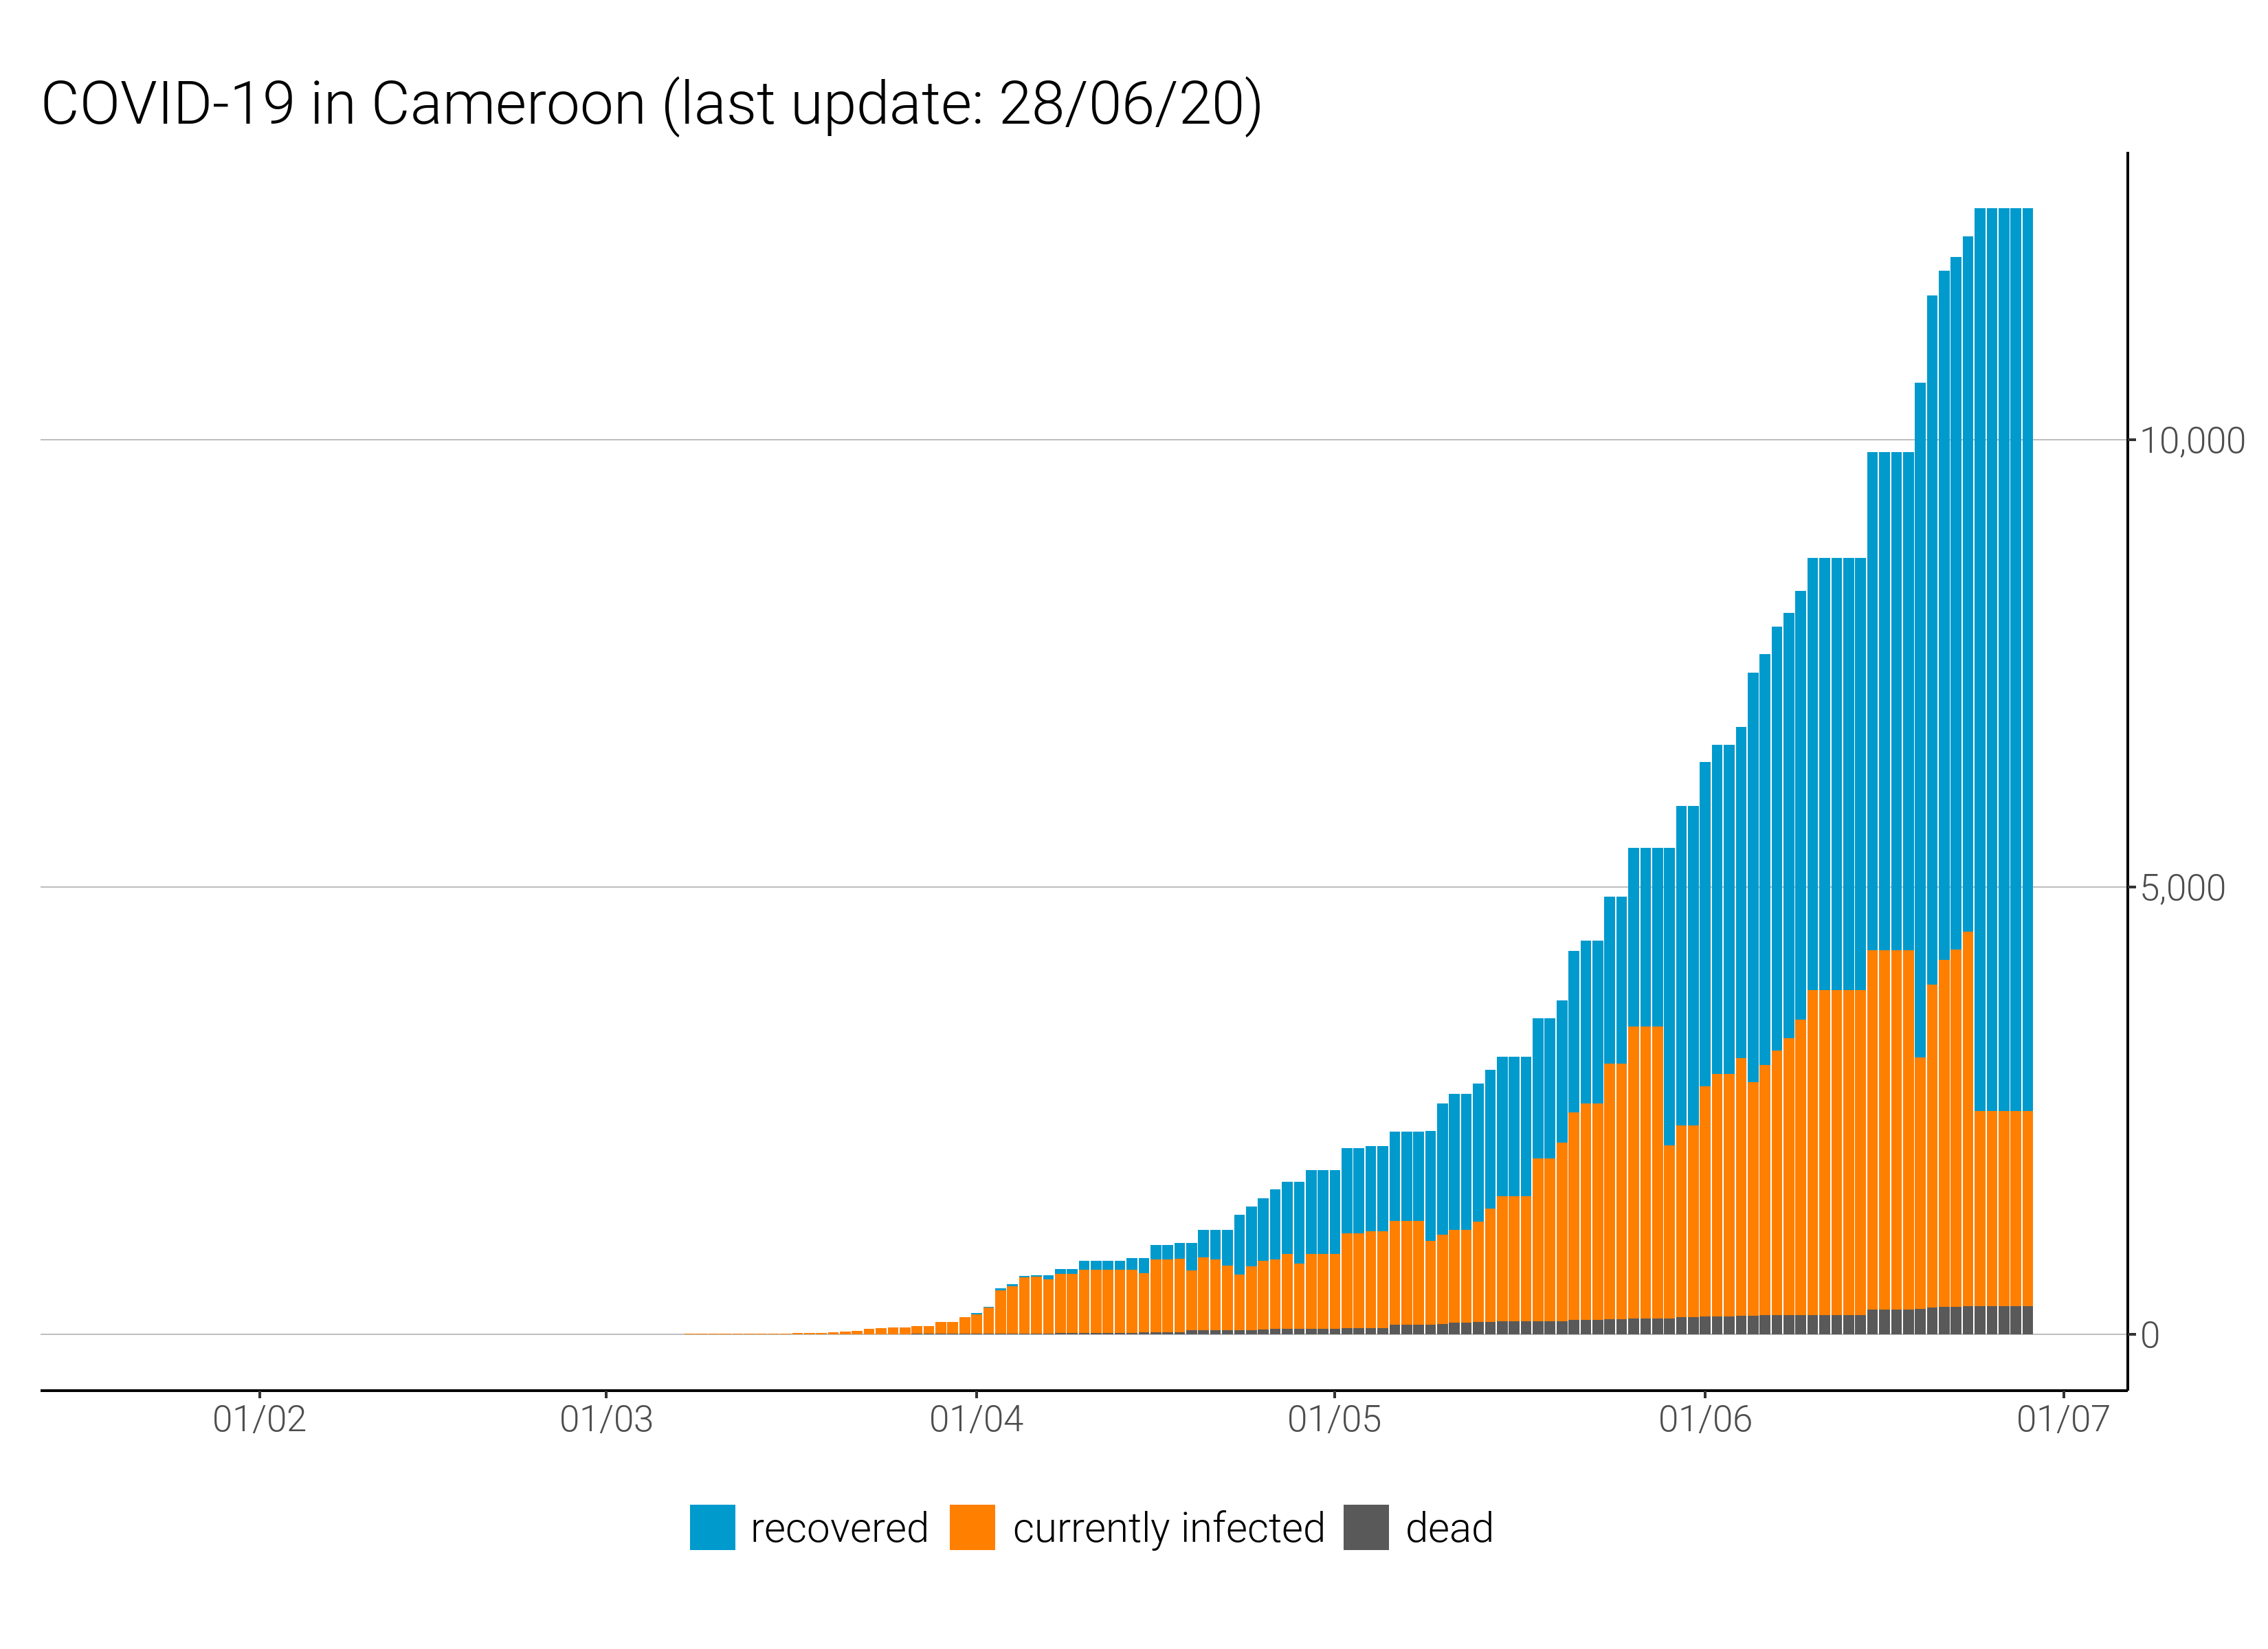 COVID-19 in Cameroon (last update: 28/06/20)
10,000
5,000
0
01/02 01/03 01/04 01/05 01/06 01/07
recovered currently infected dead